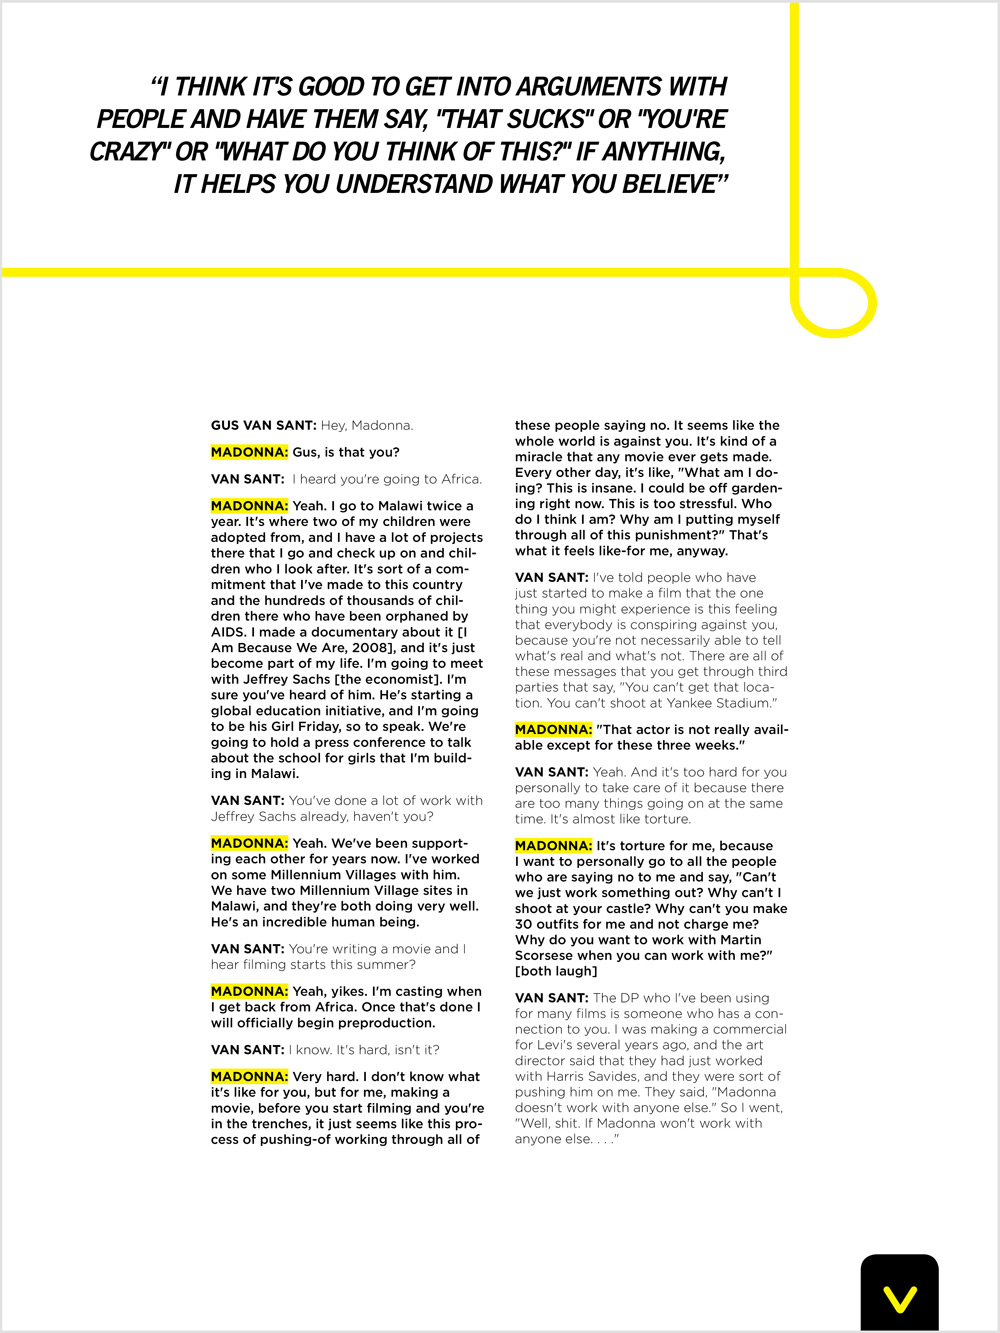 “I THINK IT'S GOOD TO GET INTO ARGUMENTS WITH
PEOPLE AND HAVE THEM SAY, "THAT SUCKS" OR "YOU'RE
CRAZY" OR "WHAT DO YOU THINK OF THIS?" IF ANYTHING,
IT HELPS YOU UNDERSTAND WHAT YOU BELIEVE”
GUS VAN SANT: Hey, Madonna.
MADONNA: Gus, is that you?
VAN SANT: I heard you're going to Africa.
MADONNA: Yeah. I go to Malawi twice a
year. It's where two of my children were
adopted from, and I have a lot of projects
there that I go and check up on and chil-
dren who I look after. It's sort of a com-
mitment that I've made to this country
and the hundreds of thousands of chil-
dren there who have been orphaned by
AIDS. I made a documentary about it [I
Am Because We Are, 2008], and it's just
become part of my life. I'm going to meet
with Jeffrey Sachs [the economist]. I'm
sure you've heard of him. He's starting a
global education initiative, and I'm going
to be his Girl Friday, so to speak. We're
going to hold a press conference to talk
about the school for girls that I'm build-
ing in Malawi.
VAN SANT: You've done a lot of work with
Jeffrey Sachs already, haven't you?
MADONNA: Yeah. We've been support-
ing each other for years now. I've worked
on some Millennium Villages with him.
We have two Millennium Village sites in
Malawi, and they're both doing very well.
He's an incredible human being.
VAN SANT: You're writing a movie and I
hear filming starts this summer?
MADONNA: Yeah, yikes. I'm casting when
I get back from Africa. Once that's done I
will officially begin preproduction.
VAN SANT: I know. It's hard, isn't it?
MADONNA: Very hard. I don't know what
it's like for you, but for me, making a
movie, before you start filming and you're
in the trenches, it just seems like this pro-
cess of pushing-of working through all of
these people saying no. It seems like the
whole world is against you. It's kind of a
miracle that any movie ever gets made.
Every other day, it's like, "What am I do-
ing? This is insane. I could be off garden-
ing right now. This is too stressful. Who
do I think I am? Why am I putting myself
through all of this punishment?" That's
what it feels like-for me, anyway.
VAN SANT: I've told people who have
just started to make a film that the one
thing you might experience is this feeling
that everybody is conspiring against you,
because you're not necessarily able to tell
what's real and what's not. There are all of
these messages that you get through third
parties that say, "You can't get that loca-
tion. You can't shoot at Yankee Stadium."
MADONNA: "That actor is not really avail-
able except for these three weeks."
VAN SANT: Yeah. And it's too hard for you
personally to take care of it because there
are too many things going on at the same
time. It's almost like torture.
MADONNA: It's torture for me, because
I want to personally go to all the people
who are saying no to me and say, "Can't
we just work something out? Why can't I
shoot at your castle? Why can't you make
30 outfits for me and not charge me?
Why do you want to work with Martin
Scorsese when you can work with me?"
[both laugh]
VAN SANT: The DP who I've been using
for many films is someone who has a con-
nection to you. I was making a commercial
for Levi's several years ago, and the art
director said that they had just worked
with Harris Savides, and they were sort of
pushing him on me. They said, "Madonna
doesn't work with anyone else." So I went,
"Well, shit. If Madonna won't work with
anyone else. . . ."
V